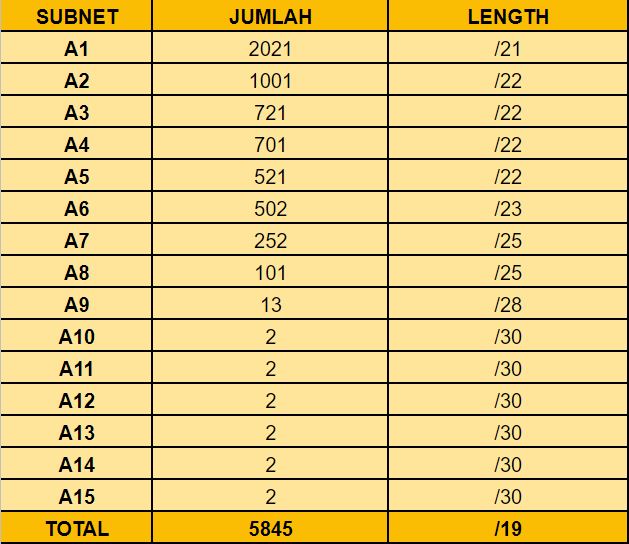 SUBNET JUMLAH LENGTH
A1 2021 /21
A2 1001 /22
A3 721 /22
A4 701 /22
A5 521 /22
A6 502 /23
A7 252 /25
A8 101 /25
A9 13 /28
A10 2 /30
A11 2 /30
A12 2 /30
A13 2 /30
A14 2 /30
A15 2 /30
TOTAL 5845 /19